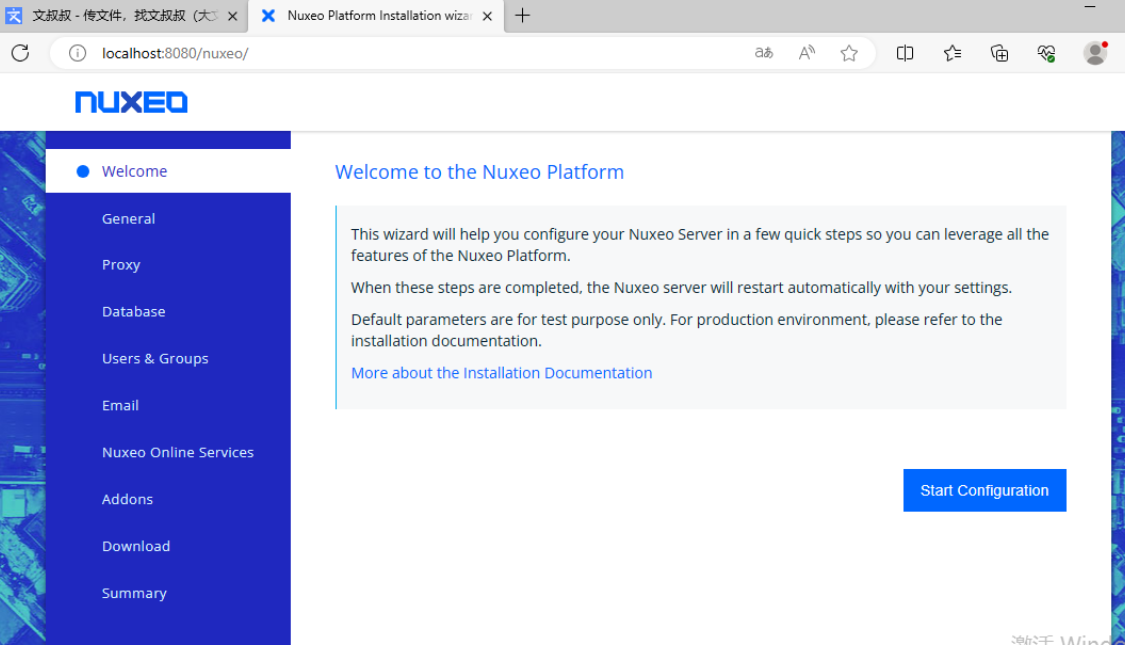 文叔叔 - 传文件，找文叔叔（大文
Nuxeo Platform Installation wizar
localhost:8080/nuxeo/
nuxeo
Welcome
General
Proxy
Database
Users & Groups
Email
Nuxeo Online Services
Addons
Download
Summary
Welcome to the Nuxeo Platform
This wizard will help you configure your Nuxeo Server in a few quick steps so you can leverage all the
features of the Nuxeo Platform.
When these steps are completed, the Nuxeo server will restart automatically with your settings.
Default parameters are for test purpose only. For production environment, please refer to the
installation documentation.
More about the Installation Documentation
Start Configuration
激活 Windo